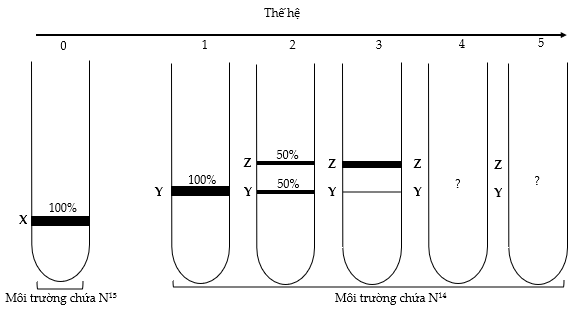 Thế hệ
0 1 2 3 4 5
Z 50% Z Z Z
100% Y 100% Y 50% Y Y ? Y ?
X
Môi trường chứa N15 Môi trường chứa N14